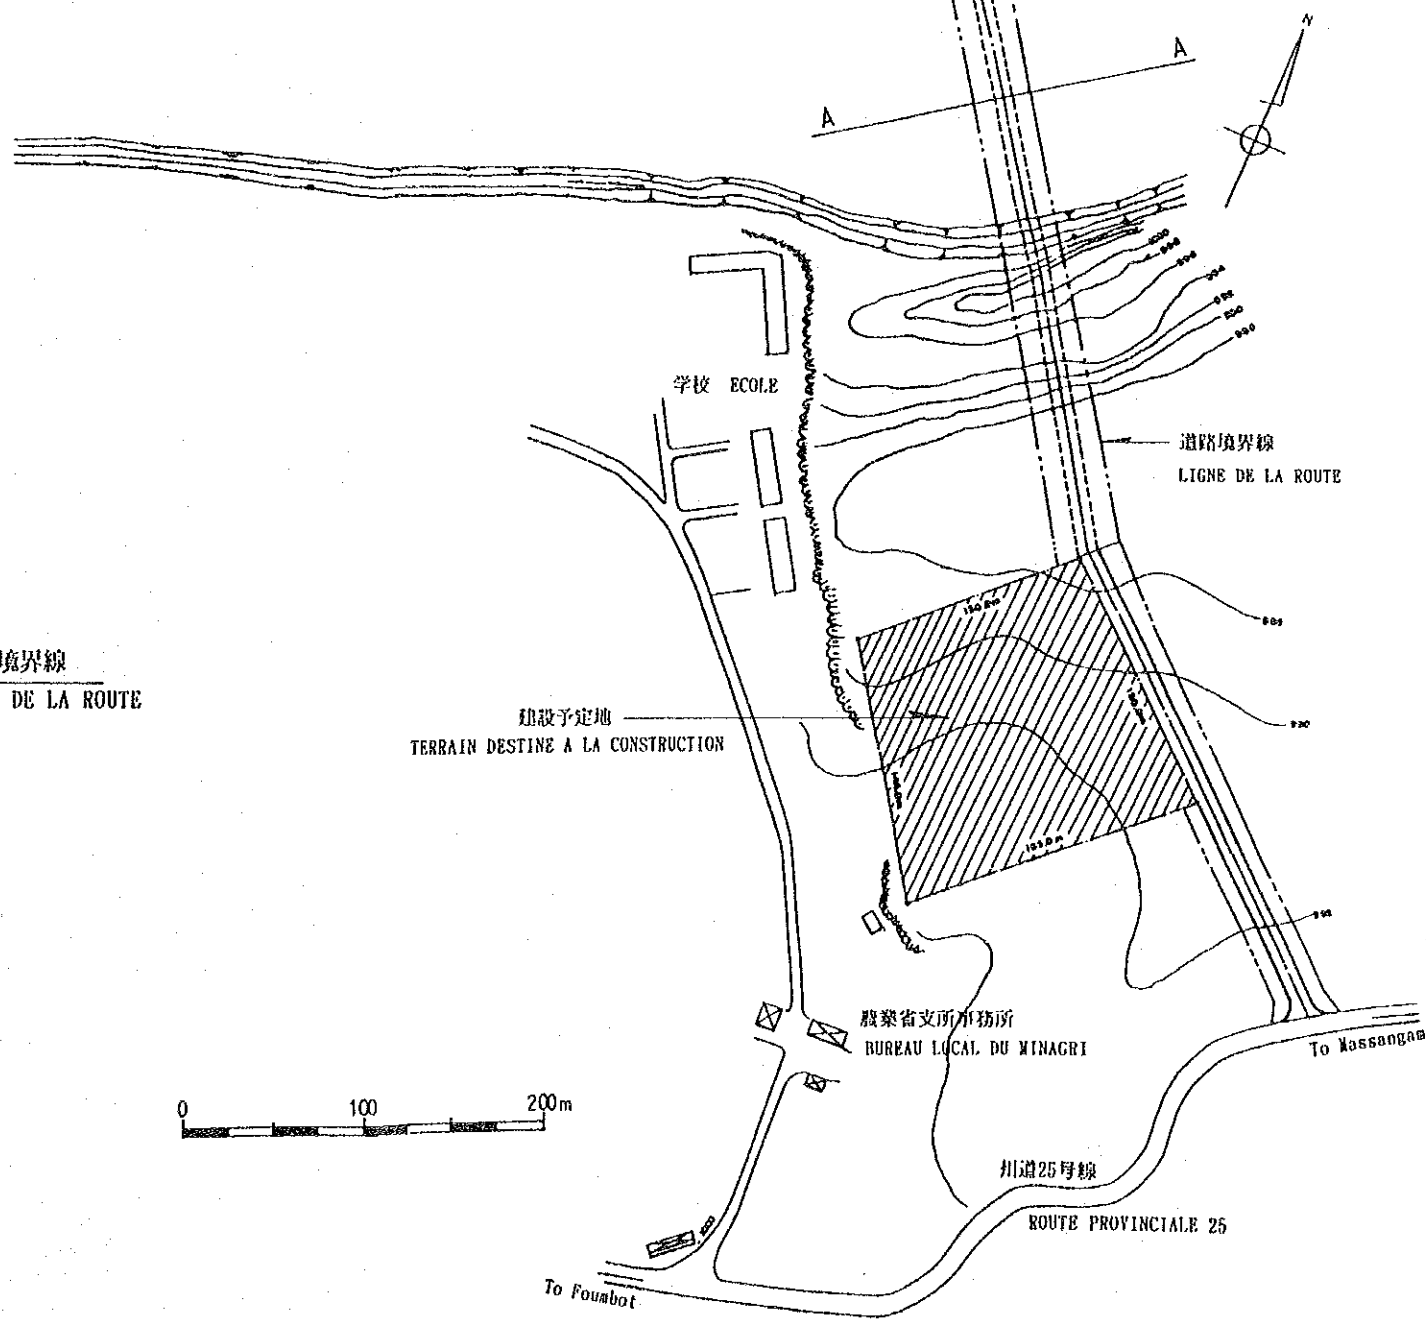 N
A
A
学校 ECOLE
道路境界線
LIGNE DE LA ROUTE
境界線
DE LA ROUTE
建設予定地
TERRAIN DESTINE A LA CONSTRUCTION
農業省支所事務所
BUREAU LOCAL DU MINAGRI
To Massangam
0 100 200m
州道25号線
ROUTE PROVINCIALE 25
To Foumbot